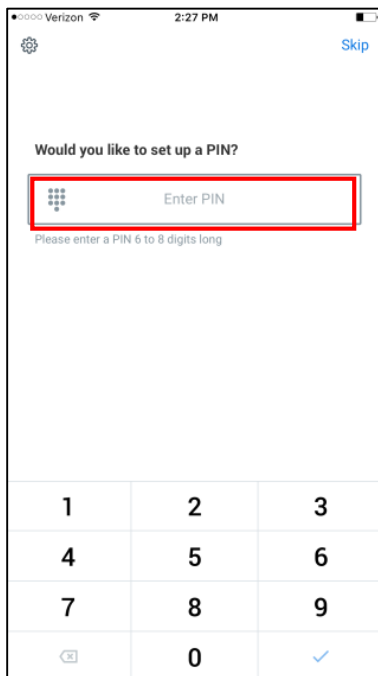 Verizon 2:27 PM
Skip
Would you like to set up a PIN?
Enter PIN
Please enter a PIN 6 to 8 digits long
1 2 3
4 5 6
7 8 9
0